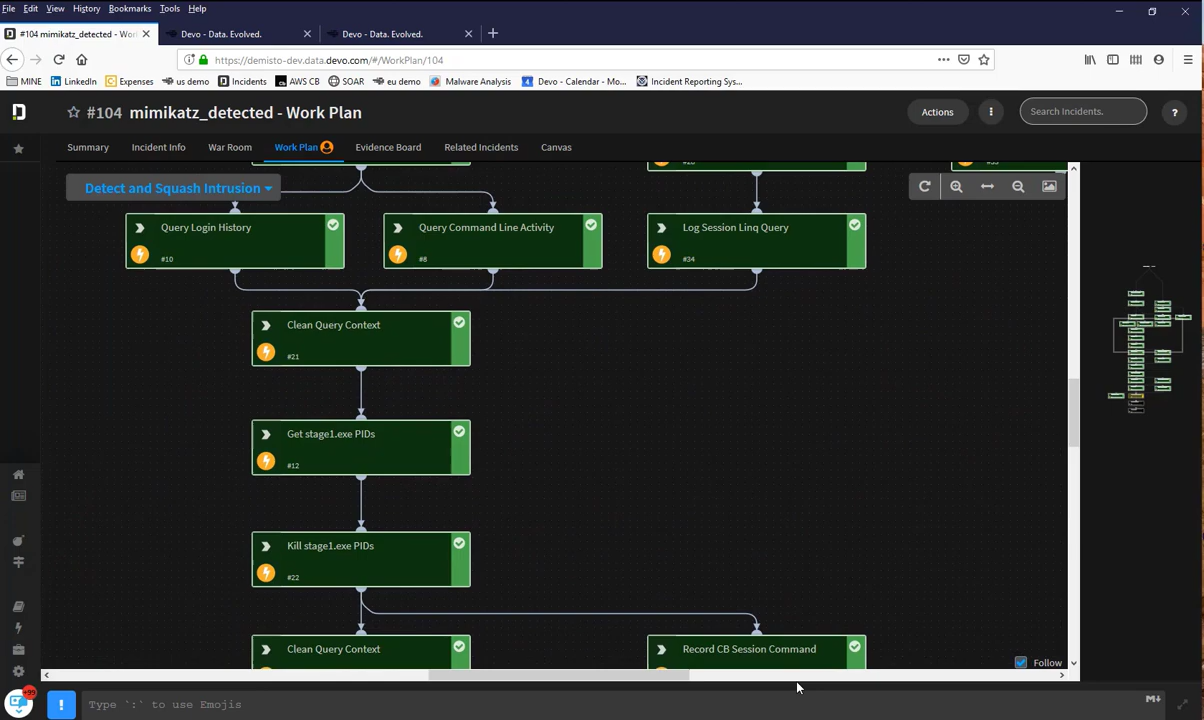 File Edit View History Bookmarks Tools Help
#104 mimikatz_detected - Wor
Devo - Data. Evolved.
Devo - Data. Evolved.
https://demisto-dev.data.devo.com/#/WorkPlan/104
MINE LinkedIn Expenses us demo Incidents AWS CB SOAR eu demo Malware Analysis Devo - Calendar - Mo... Incident Reporting Sys...
#104 mimikatz_detected - Work Plan
Actions
Search Incidents.
?
Summary Incident Info War Room Work Plan Evidence Board Related Incidents Canvas
Detect and Squash Intrusion
Query Login History
#10
Query Command Line Activity
#8
Log Session Linq Query
#34
Clean Query Context
#21
Get stage1.exe PIDs
#12
Kill stage1.exe PIDs
#22
Clean Query Context
Record CB Session Command
Follow
+99
!
Type `:` to use Emojis
M